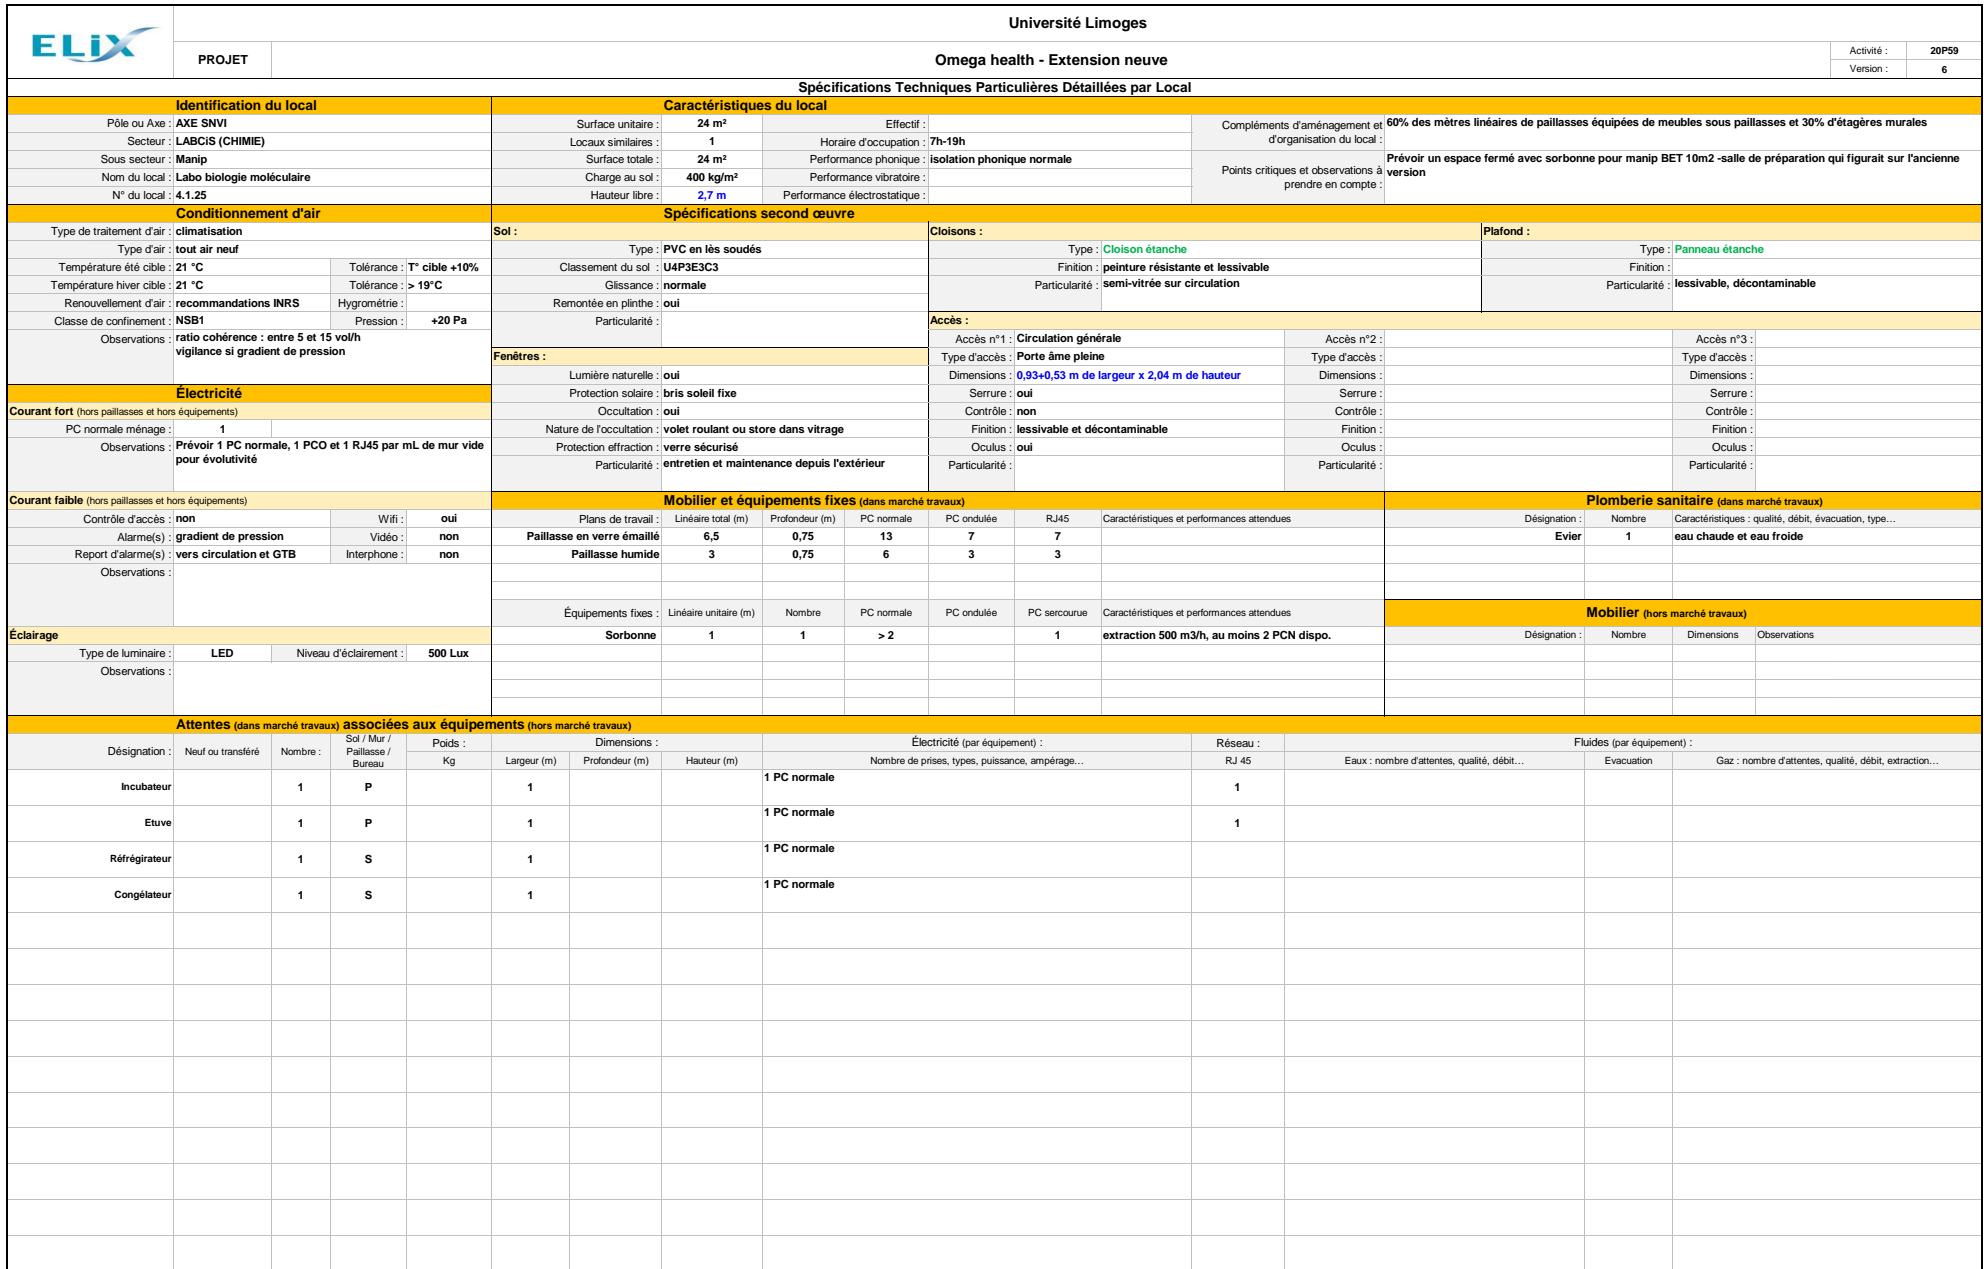 ELiX
Université Limoges
PROJET
Omega health - Extension neuve
Activité : 20P59
Version : 6
Spécifications Techniques Particulières Détaillées par Local
Identification du local
Caractéristiques du local
Pôle ou Axe : AXE SNVI
Secteur : LABCiS (CHIMIE)
Sous secteur : Manip
Nom du local : Labo biologie moléculaire
N° du local : 4.1.25
Surface unitaire : 24 m²
Locaux similaires : 1
Surface totale : 24 m²
Charge au sol : 400 kg/m²
Hauteur libre : 2,7 m
Effectif :
Horaire d'occupation : 7h-19h
Performance phonique : isolation phonique normale
Performance vibratoire :
Performance électrostatique :
Compléments d'aménagement et d'organisation du local : 60% des mètres linéaires de paillasses équipées de meubles sous paillasses et 30% d'étagères murales
Points critiques et observations à prendre en compte : Prévoir un espace fermé avec sorbonne pour manip BET 10m2 -salle de préparation qui figurait sur l'ancienne version
Conditionnement d'air
Type de traitement d'air : climatisation
Type d'air : tout air neuf
Température été cible : 21 °C Tolérance : T° cible +10%
Température hiver cible : 21 °C Tolérance : > 19°C
Renouvellement d'air : recommandations INRS Hygrométrie :
Classe de confinement : NSB1 Pression : +20 Pa
Observations : ratio cohérence : entre 5 et 15 vol/h
vigilance si gradient de pression
Spécifications second œuvre
Sol :
Type : PVC en lès soudés
Classement du sol : U4P3E3C3
Glissance : normale
Remontée en plinthe : oui
Particularité :
Cloisons :
Type : Cloison étanche
Finition : peinture résistante et lessivable
Particularité : semi-vitrée sur circulation
Plafond :
Type : Panneau étanche
Finition :
Particularité : lessivable, décontaminable
Fenêtres :
Lumière naturelle : oui
Protection solaire : bris soleil fixe
Occultation : oui
Nature de l'occultation : volet roulant ou store dans vitrage
Protection effraction : verre sécurisé
Particularité : entretien et maintenance depuis l'extérieur
Accès :
Accès n°1 : Circulation générale
Type d'accès : Porte âme pleine
Dimensions : 0,93+0,53 m de largeur x 2,04 m de hauteur
Serrure : oui
Contrôle : non
Finition : lessivable et décontaminable
Oculus : oui
Particularité :
Accès n°2 :
Type d'accès :
Dimensions :
Serrure :
Contrôle :
Finition :
Oculus :
Particularité :
Accès n°3 :
Type d'accès :
Dimensions :
Serrure :
Contrôle :
Finition :
Oculus :
Particularité :
Électricité
Courant fort (hors paillasses et hors équipements)
PC normale ménage : 1
Observations : Prévoir 1 PC normale, 1 PCO et 1 RJ45 par mL de mur vide
pour évolutivité
Courant faible (hors paillasses et hors équipements)
Contrôle d'accès : non Wifi : oui
Alarme(s) : gradient de pression Vidéo : non
Report d'alarme(s) : vers circulation et GTB Interphone : non
Observations :
Éclairage
Type de luminaire : LED Niveau d'éclairement : 500 Lux
Observations :
Mobilier et équipements fixes (dans marché travaux)
Plans de travail : Linéaire total (m) Profondeur (m) PC normale PC ondulée RJ45 Caractéristiques et performances attendues
Paillasse en verre émaillé 6,5 0,75 13 7 7
Paillasse humide 3 0,75 6 3 3
Équipements fixes : Linéaire unitaire (m) Nombre PC normale PC ondulée PC sercourue Caractéristiques et performances attendues
Sorbonne 1 1 > 2 1 extraction 500 m3/h, au moins 2 PCN dispo.
Plomberie sanitaire (dans marché travaux)
Désignation : Nombre Caractéristiques : qualité, débit, évacuation, type…
Evier 1 eau chaude et eau froide
Mobilier (hors marché travaux)
Désignation : Nombre Dimensions Observations
Attentes (dans marché travaux) associées aux équipements (hors marché travaux)
Désignation : Neuf ou transféré Nombre : Sol / Mur / Paillasse / Bureau Poids : Dimensions : Électricité (par équipement) : Réseau : Fluides (par équipement) :
Kg Largeur (m) Profondeur (m) Hauteur (m) Nombre de prises, types, puissance, ampérage… RJ 45 Eaux : nombre d'attentes, qualité, débit… Evacuation Gaz : nombre d'attentes, qualité, débit, extraction…
Incubateur 1 P 1 1 PC normale 1
Etuve 1 P 1 1 PC normale 1
Réfrégirateur 1 S 1 1 PC normale
Congélateur 1 S 1 1 PC normale